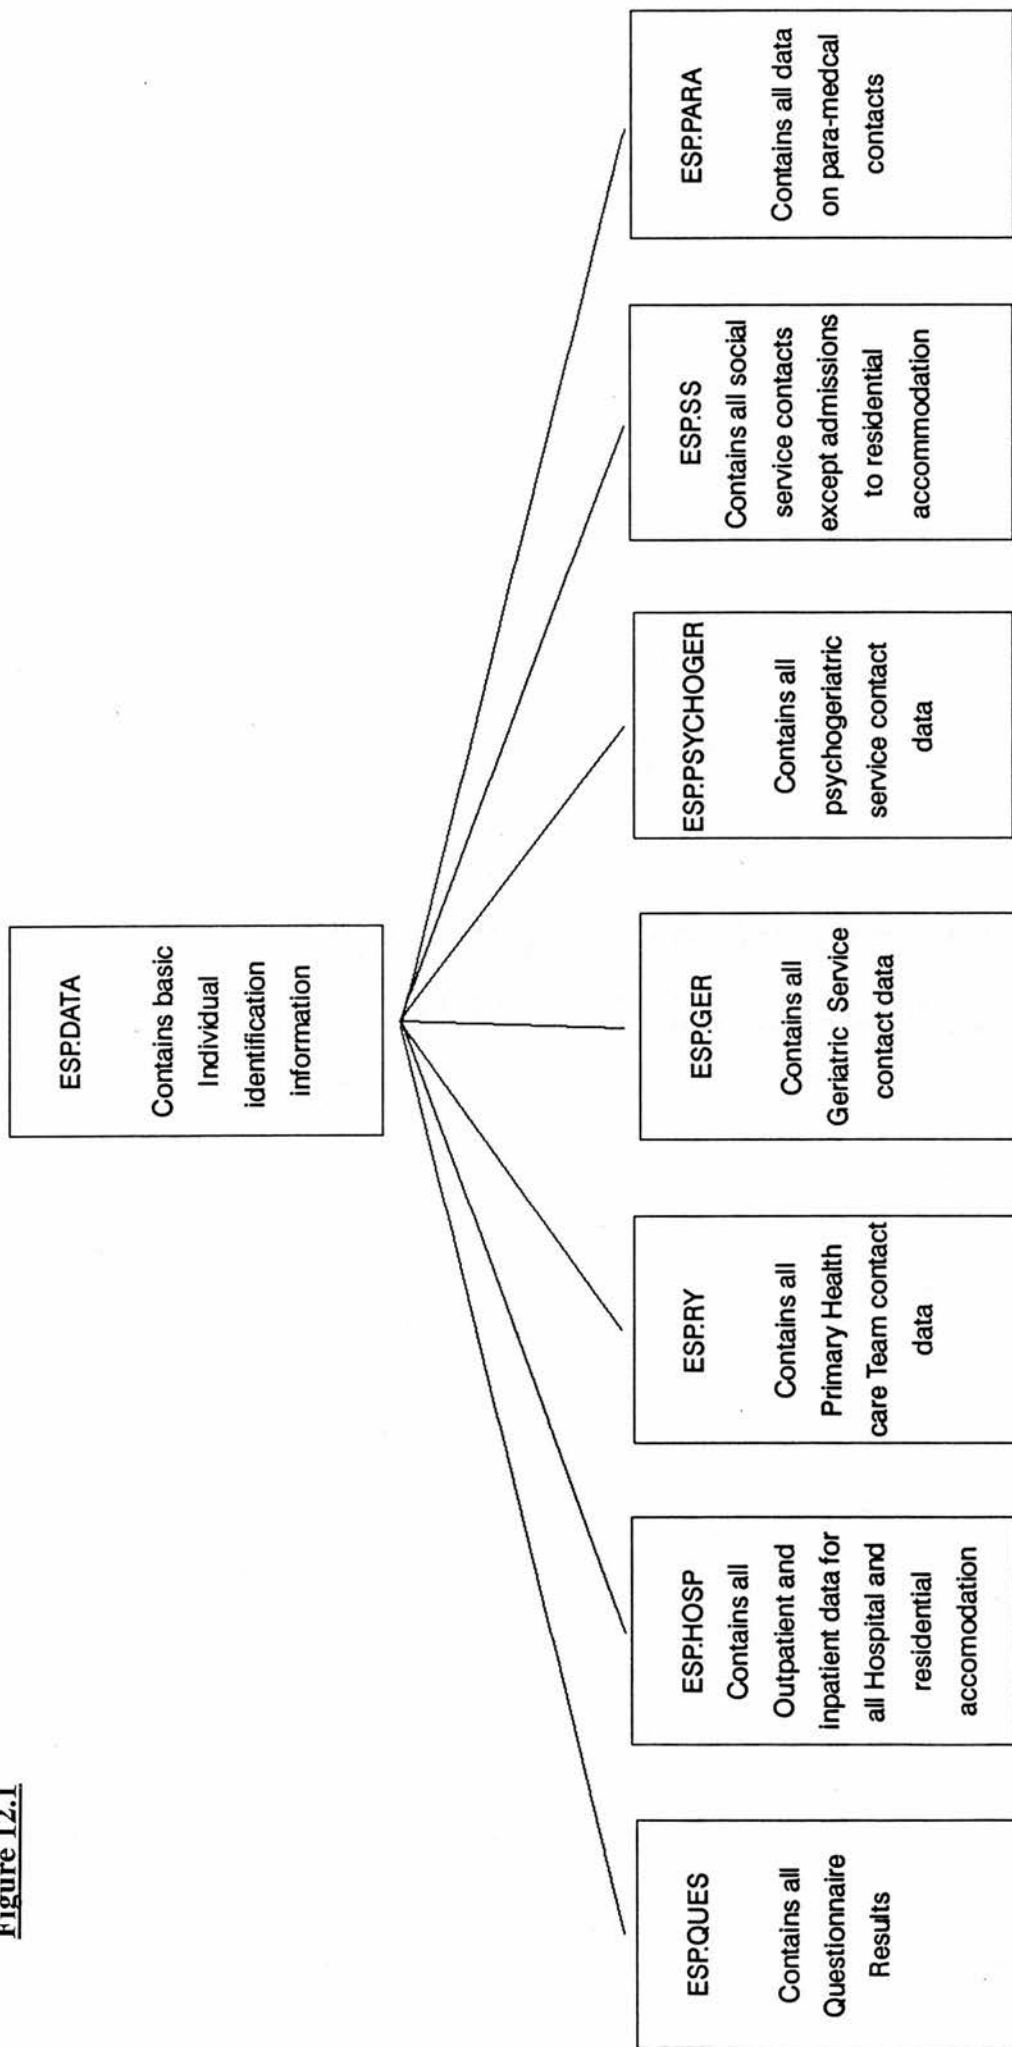 Figure 12.1
ESP.DATA
Contains basic
Individual
identification
information
ESP.QUES
Contains all
Questionnaire
Results
ESP.HOSP
Contains all
Outpatient and
inpatient data for
all Hospital and
residential
accomodation
ESP.RY
Contains all
Primary Health
care Team contact
data
ESP.GER
Contains all
Geriatric Service
contact data
ESP.PSYCHOGER
Contains all
psychogeriatric
service contact
data
ESP.SS
Contains all social
service contacts
except admissions
to residential
accommodation
ESP.PARA
Contains all data
on para-medcal
contacts